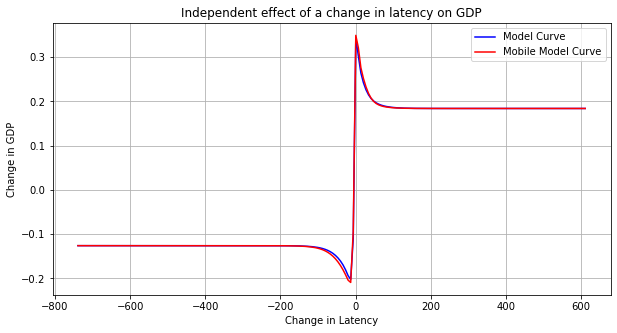 Independent effect of a change in latency on GDP
Model Curve
Mobile Model Curve
Change in GDP
0.3
0.2
0.1
0.0
−0.1
−0.2
−800
−600
−400
−200
0
200
400
600
Change in Latency